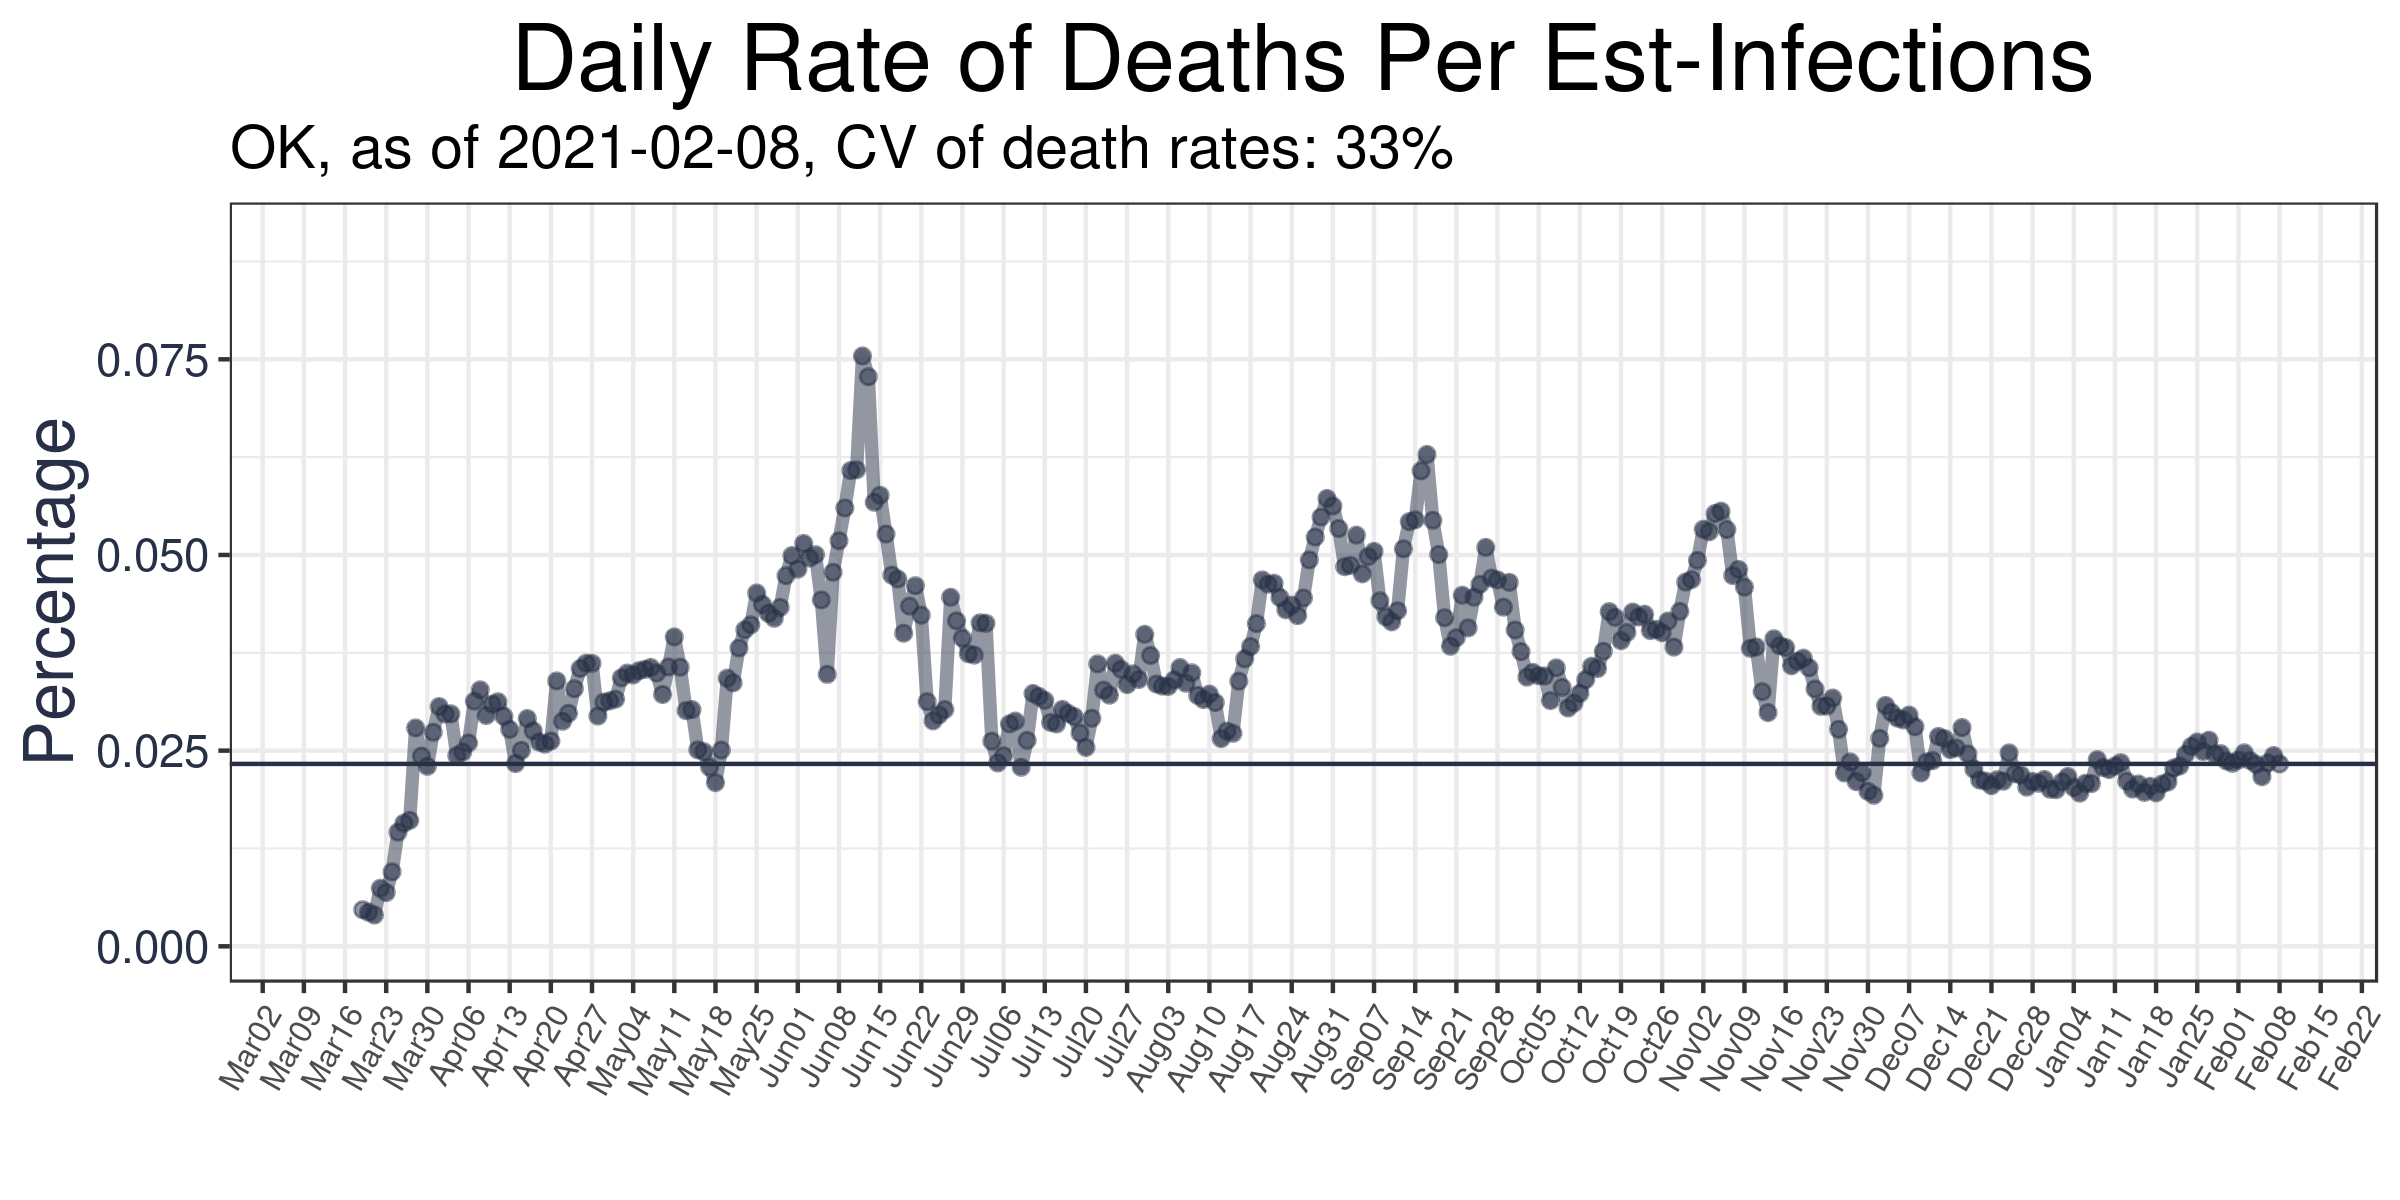 Daily Rate of Deaths Per Est-Infections
OK, as of 2021-02-08, CV of death rates: 33%
Percentage
0.075
0.050
0.025
0.000
Mar02 Mar09 Mar16 Mar23 Mar30 Apr06 Apr13 Apr20 Apr27 May04 May11 May18 May25 Jun01 Jun08 Jun15 Jun22 Jun29 Jul06 Jul13 Jul20 Jul27 Aug03 Aug10 Aug17 Aug24 Aug31 Sep07 Sep14 Sep21 Sep28 Oct05 Oct12 Oct19 Oct26 Nov02 Nov09 Nov16 Nov23 Nov30 Dec07 Dec14 Dec21 Dec28 Jan04 Jan11 Jan18 Jan25 Feb01 Feb08 Feb15 Feb22